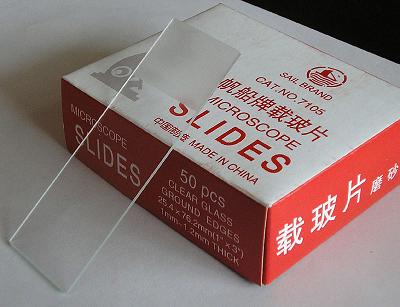 SAIL BRAND
CAT.NO.7105
帆船牌载玻片
MICROSCOPE
SLIDES
中国制造 MADE IN CHINA
MICROSCOPE
SLIDES
50 pcs
CLEAR GLASS
GROUND EDGES
25.4×76.2mm(1"×3")
1mm-1.2mm THICK
载玻片 磨砂